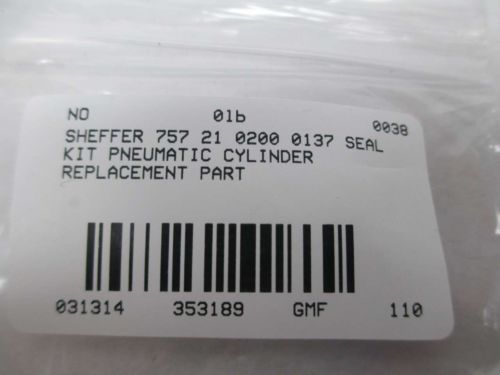 NO 01b 0038
SHEFFER 757 21 0200 0137 SEAL
KIT PNEUMATIC CYLINDER
REPLACEMENT PART
031314 353189 GMF 110